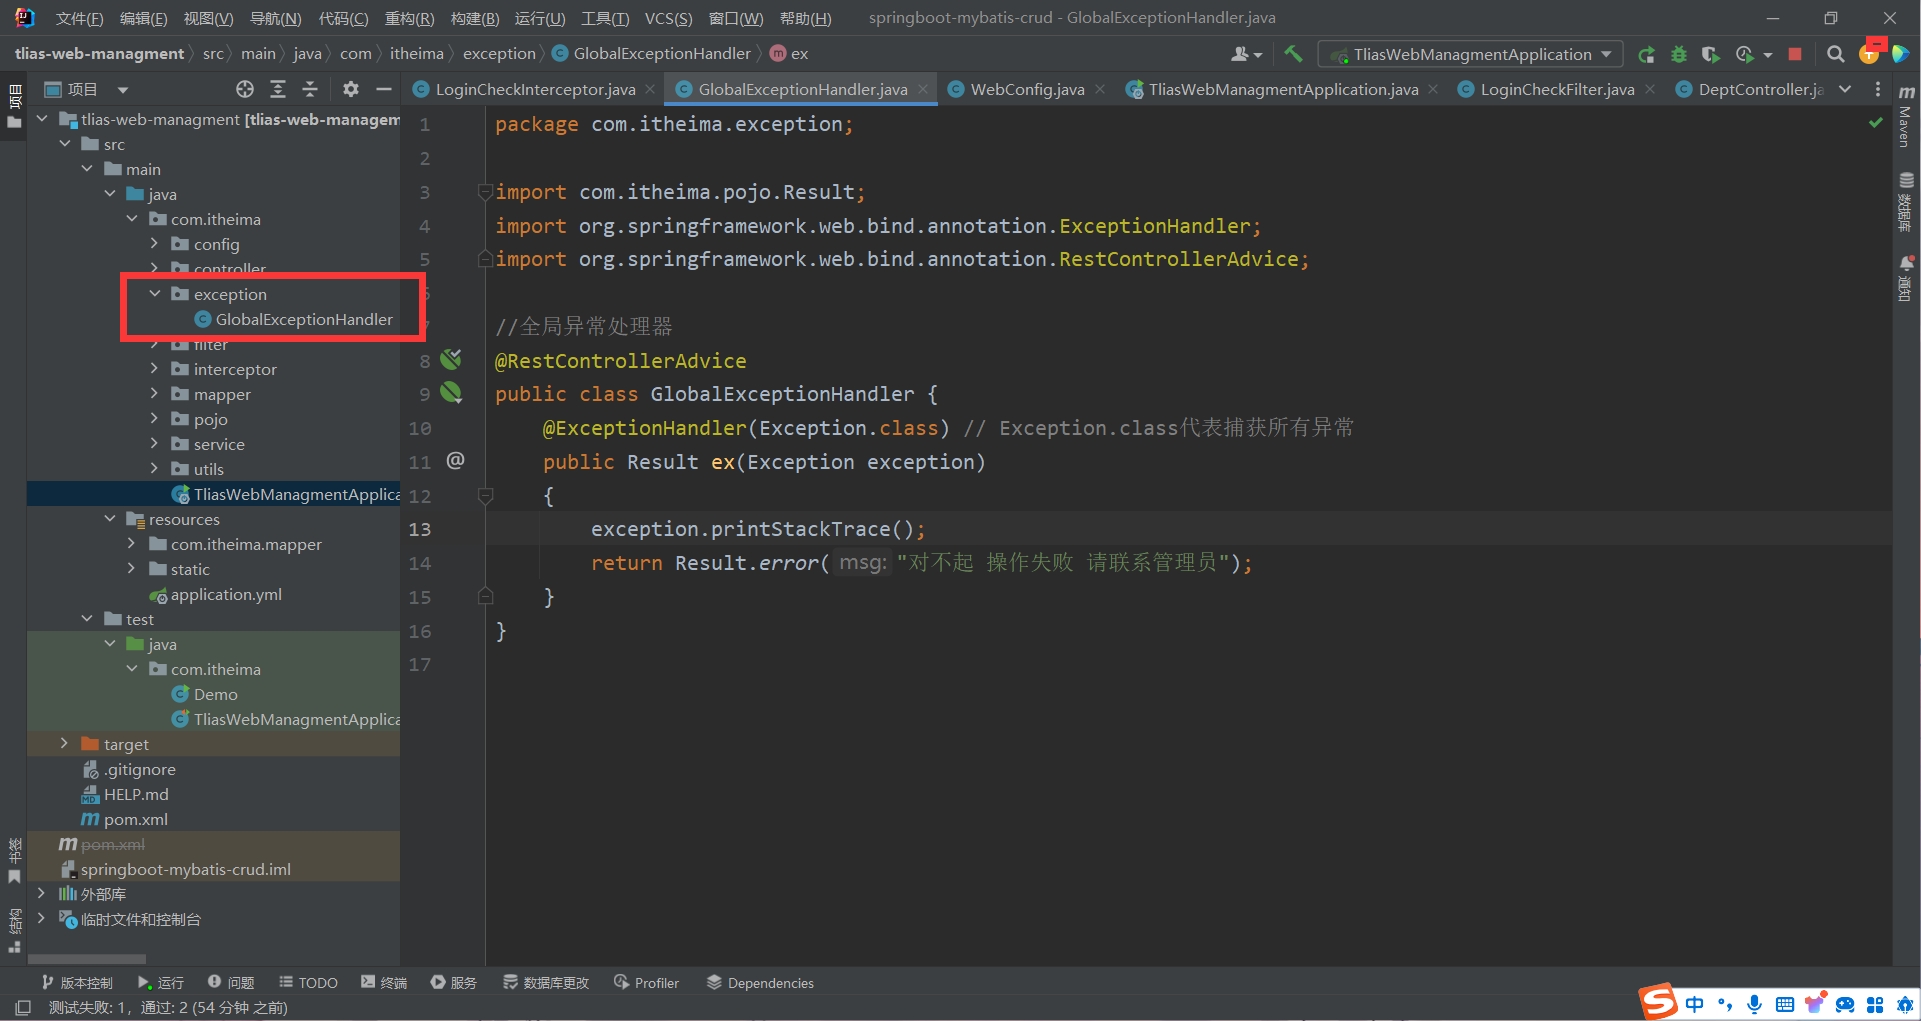 文件(F) 编辑(E) 视图(V) 导航(N) 代码(C) 重构(R) 构建(B) 运行(U) 工具(T) VCS(S) 窗口(W) 帮助(H) springboot-mybatis-crud - GlobalExceptionHandler.java
tlias-web-managment src main java com itheima exception GlobalExceptionHandler ex TliasWebManagmentApplication
项目 LoginCheckInterceptor.java GlobalExceptionHandler.java WebConfig.java TliasWebManagmentApplication.java LoginCheckFilter.java DeptController.ja
项目
tlias-web-managment [tlias-web-managem
src
main
java
com.itheima
config
controller
exception
GlobalExceptionHandler
filter
interceptor
mapper
pojo
service
utils
TliasWebManagmentApplica
resources
com.itheima.mapper
static
application.yml
test
java
com.itheima
Demo
TliasWebManagmentApplica
target
.gitignore
HELP.md
pom.xml
pom.xml
springboot-mybatis-crud.iml
外部库
临时文件和控制台
书签
结构
1 package com.itheima.exception;
2
3 import com.itheima.pojo.Result;
4 import org.springframework.web.bind.annotation.ExceptionHandler;
5 import org.springframework.web.bind.annotation.RestControllerAdvice;
//全局异常处理器
8 @RestControllerAdvice
9 public class GlobalExceptionHandler {
10 @ExceptionHandler(Exception.class) // Exception.class代表捕获所有异常
11 public Result ex(Exception exception)
12 {
13 exception.printStackTrace();
14 return Result.error( msg: "对不起 操作失败 请联系管理员");
15 }
16 }
17
Maven
数据库
通知
版本控制 运行 问题 TODO 终端 服务 数据库更改 Profiler Dependencies
测试失败: 1, 通过: 2 (54 分钟 之前)
中